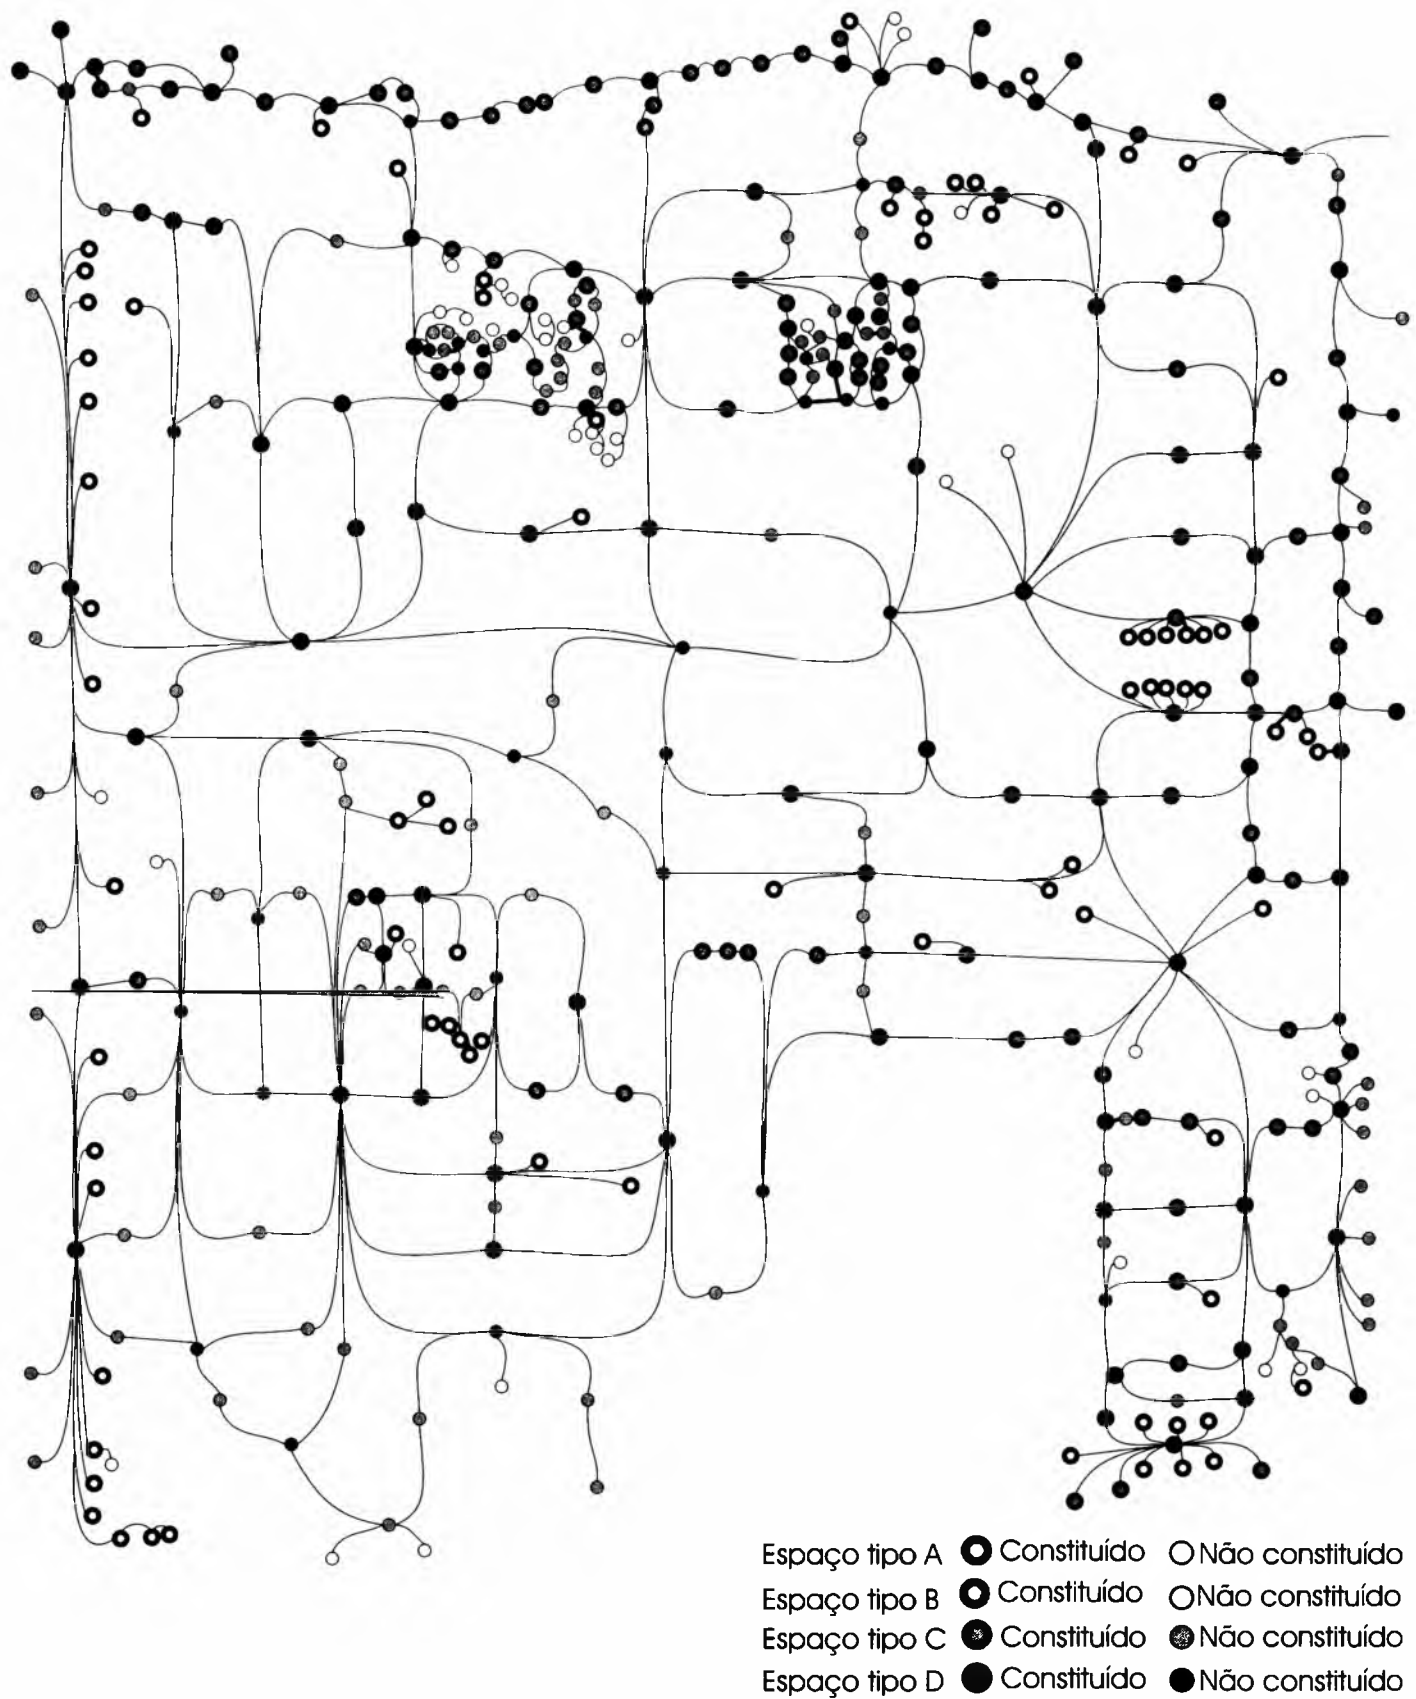 Espaço tipo A Constituído Não constituído
Espaço tipo B Constituído Não constituído
Espaço tipo C Constituído Não constituído
Espaço tipo D Constituído Não constituído